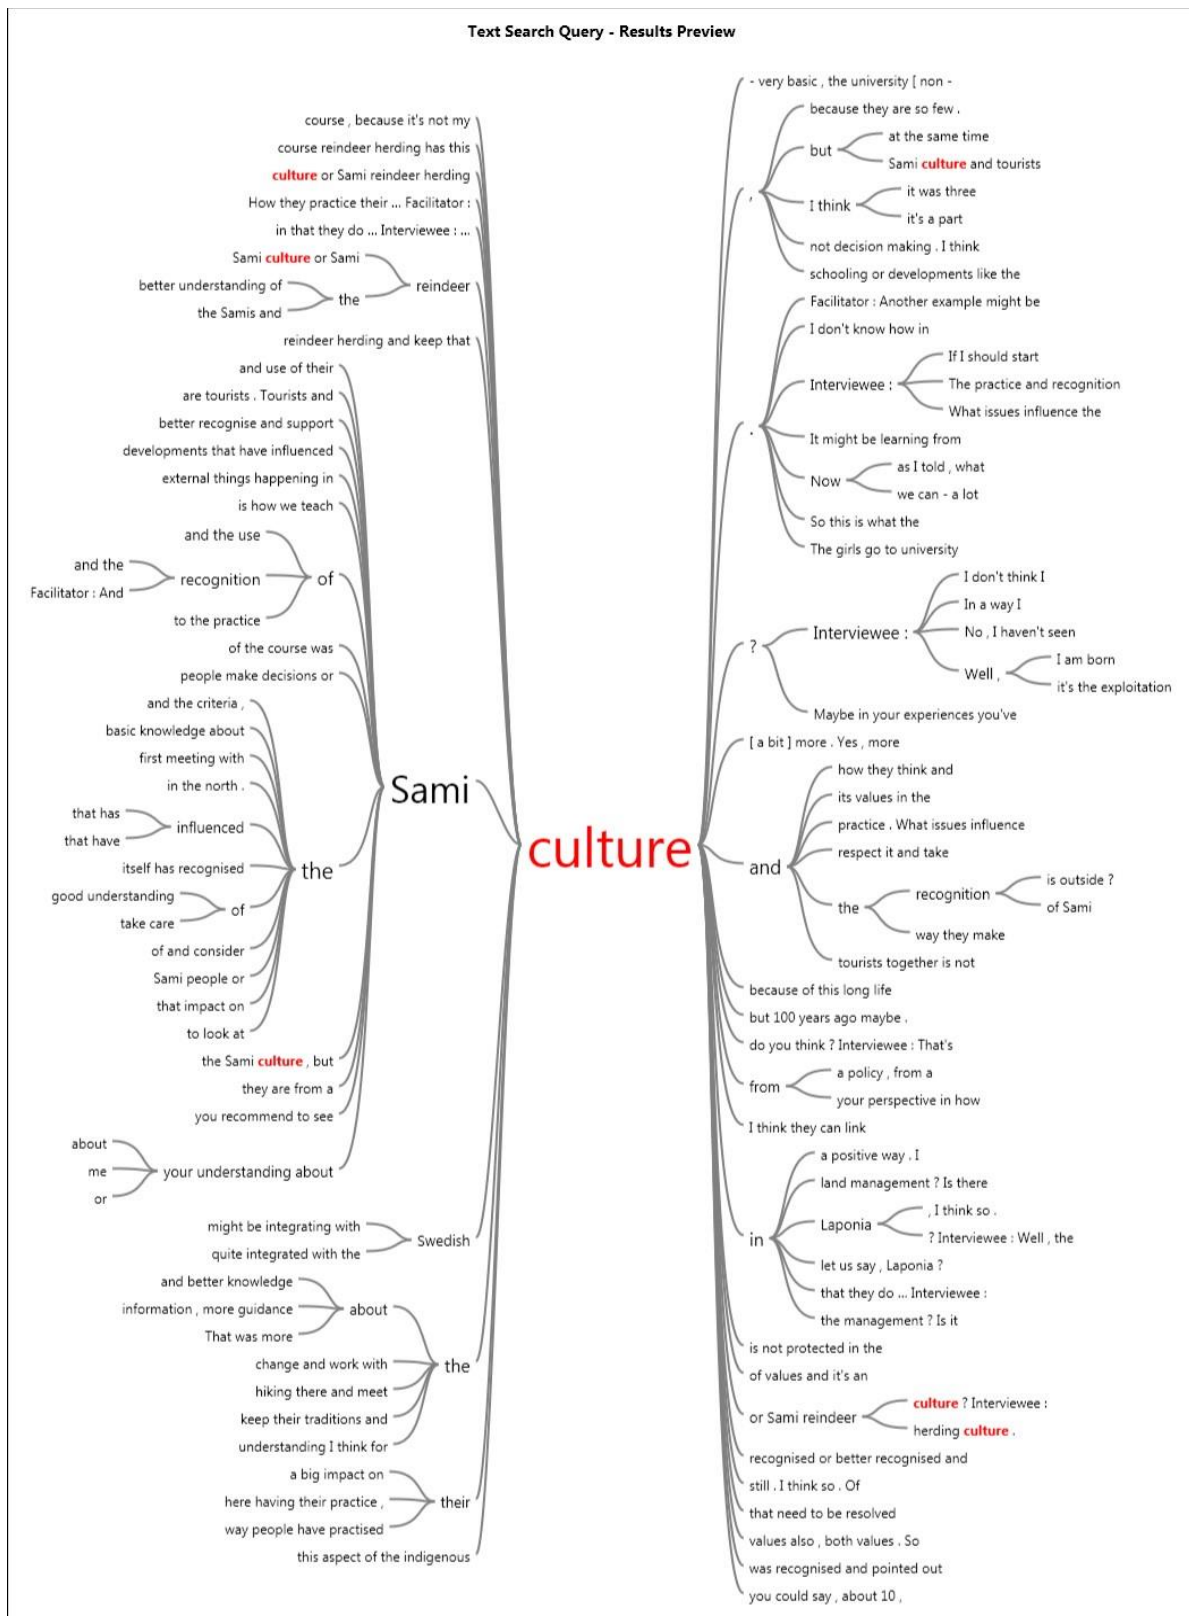 Text Search Query - Results Preview
course , because it's not my
course reindeer herding has this
culture or Sami reindeer herding
How they practice their ... Facilitator :
in that they do ... Interviewee : ...
Sami culture or Sami
better understanding of
the Samis and
the
reindeer
reindeer herding and keep that
and use of their
are tourists . Tourists and
better recognise and support
developments that have influenced
external things happening in
is how we teach
and the use
and the
Facilitator : And
recognition
to the practice
of
of the course was
people make decisions or
and the criteria ,
basic knowledge about
first meeting with
in the north .
that has
that have
influenced
itself has recognised
good understanding
take care
of
of and consider
Sami people or
that impact on
to look at
the
the Sami culture , but
they are from a
you recommend to see
about
me
or
your understanding about
Sami
might be integrating with
quite integrated with the
Swedish
and better knowledge
information , more guidance
That was more
about
change and work with
hiking there and meet
keep their traditions and
understanding I think for
the
a big impact on
here having their practice ,
way people have practised
their
this aspect of the indigenous
culture
- very basic , the university [ non -
,
because they are so few .
but
at the same time
Sami culture and tourists
I think
it was three
it's a part
not decision making . I think
schooling or developments like the
.
Facilitator : Another example might be
I don't know how in
Interviewee :
If I should start
The practice and recognition
What issues influence the
It might be learning from
Now
as I told , what
we can - a lot
So this is what the
The girls go to university
?
Interviewee :
I don't think I
In a way I
No , I haven't seen
Well ,
I am born
it's the exploitation
Maybe in your experiences you've
[ a bit ] more . Yes , more
and
how they think and
its values in the
practice . What issues influence
respect it and take
the
recognition
is outside ?
of Sami
way they make
tourists together is not
because of this long life
but 100 years ago maybe .
do you think ? Interviewee : That's
from
a policy , from a
your perspective in how
I think they can link
in
a positive way . I
land management ? Is there
Laponia
, I think so .
? Interviewee : Well , the
let us say , Laponia ?
that they do ... Interviewee :
the management ? Is it
is not protected in the
of values and it's an
or Sami reindeer
culture ? Interviewee :
herding culture .
recognised or better recognised and
still . I think so . Of
that need to be resolved
values also , both values . So
was recognised and pointed out
you could say , about 10 ,